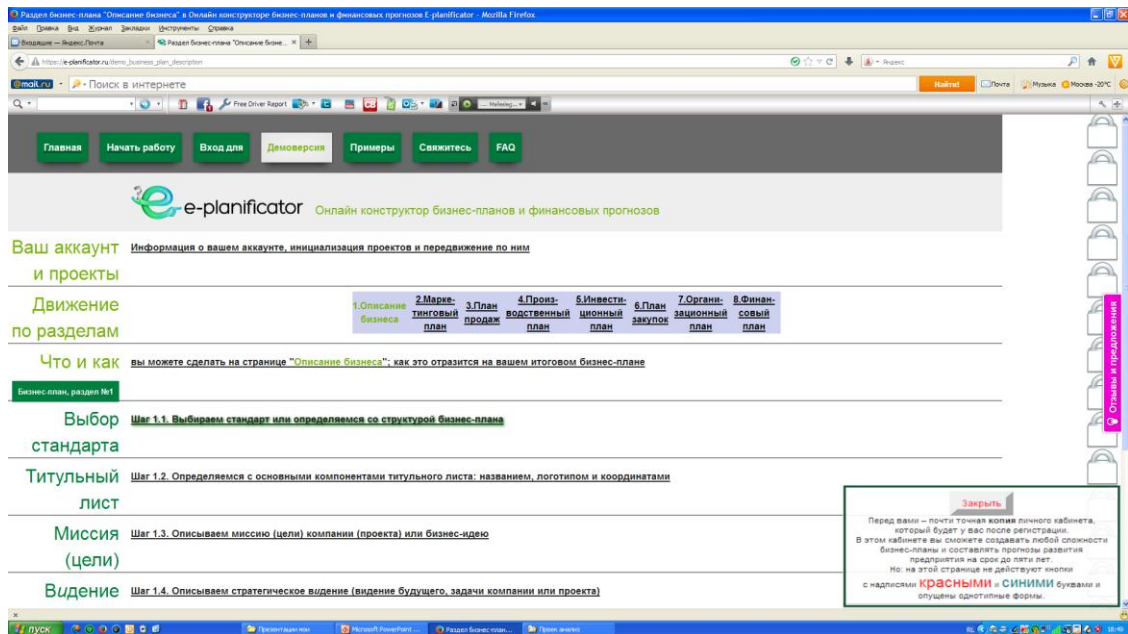 Раздел бизнес-плана "Описание бизнеса" в Онлайн конструкторе бизнес-планов и финансовых прогнозов E-planificator - Mozilla Firefox
Файл Правка Вид Журнал Закладки Инструменты Справка
Входящие — Яндекс.Почта
Раздел бизнес-плана "Описание бизне...
https://e-planificator.ru/demo_business_plan_description
Яндекс
@mail.ru Поиск в интернете Найти! Почта Музыка Москва -20°C
Free Driver Report
Главная Начать работу Вход для Демоверсия Примеры Свяжитесь FAQ
e-planificator Онлайн конструктор бизнес-планов и финансовых прогнозов
Ваш аккаунт
и проекты
Информация о вашем аккаунте, инициализация проектов и передвижение по ним
Движение
по разделам
1.Описание
бизнеса
2.Марке-
тинговый
план
3.План
продаж
4.Произ-
водственный
план
5.Инвести-
ционный
план
6.План
закупок
7.Органи-
зационный
план
8.Финан-
совый
план
Что и как
вы можете сделать на странице "Описание бизнеса"; как это отразится на вашем итоговом бизнес-плане
Бизнес-план, раздел №1
Выбор
стандарта
Шаг 1.1. Выбираем стандарт или определяемся со структурой бизнес-плана
Титульный
лист
Шаг 1.2. Определяемся с основными компонентами титульного листа: названием, логотипом и координатами
Миссия
(цели)
Шаг 1.3. Описываем миссию (цели) компании (проекта) или бизнес-идею
Видение
Шаг 1.4. Описываем стратегическое видение (видение будущего, задачи компании или проекта)
Отзывы и предложения
Закрыть
Перед вами – почти точная копия личного кабинета,
который будет у вас после регистрации.
В этом кабинете вы сможете создавать любой сложности
бизнес-планы и составлять прогнозы развития
предприятия на срок до пяти лет.
Но: на этой странице не действуют кнопки
с надписями красными и синими буквами и
опущены однотипные формы.
пуск
Презентации мои
Microsoft PowerPoint ...
Раздел бизнес-план...
Проек анализ
18:49